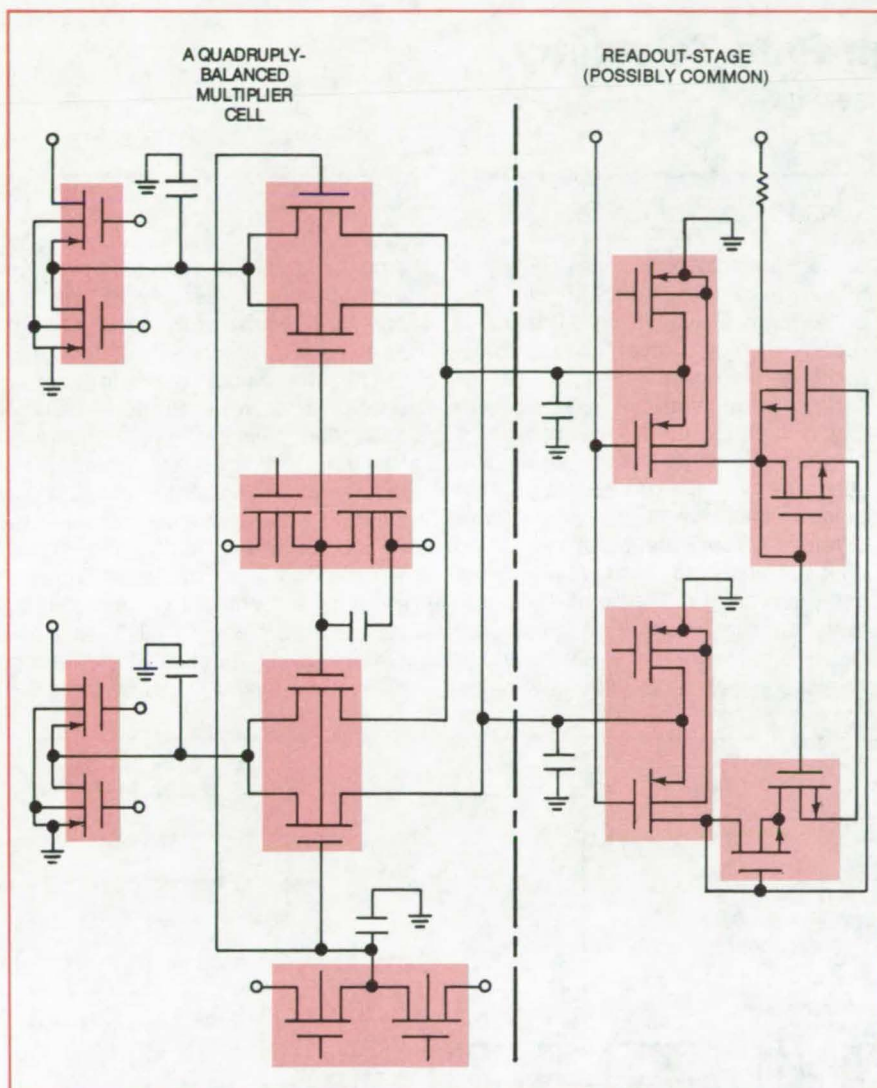 A QUADRUPLY-
BALANCED
MULTIPLIER
CELL
READOUT-STAGE
(POSSIBLY COMMON)